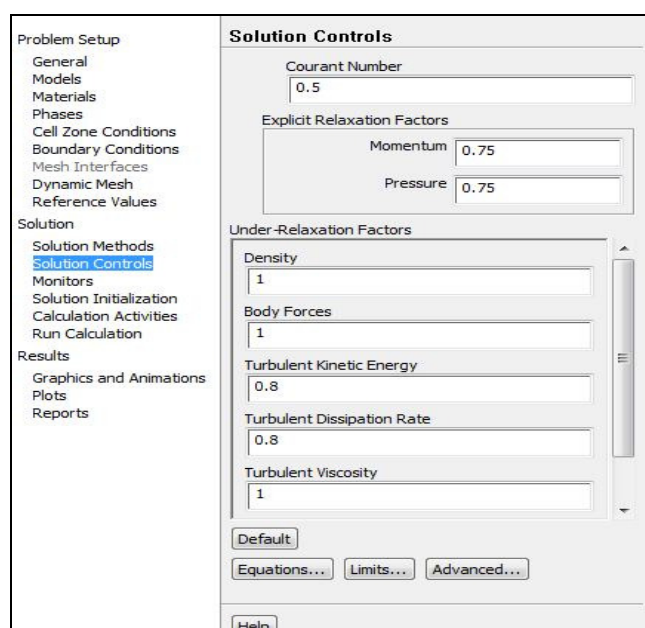 Problem Setup
General
Models
Materials
Phases
Cell Zone Conditions
Boundary Conditions
Mesh Interfaces
Dynamic Mesh
Reference Values
Solution
Solution Methods
Solution Controls
Monitors
Solution Initialization
Calculation Activities
Run Calculation
Results
Graphics and Animations
Plots
Reports
Solution Controls
Courant Number
0.5
Explicit Relaxation Factors
Momentum 0.75
Pressure 0.75
Under-Relaxation Factors
Density
1
Body Forces
1
Turbulent Kinetic Energy
0.8
Turbulent Dissipation Rate
0.8
Turbulent Viscosity
1
Default
Equations... Limits... Advanced...
Help